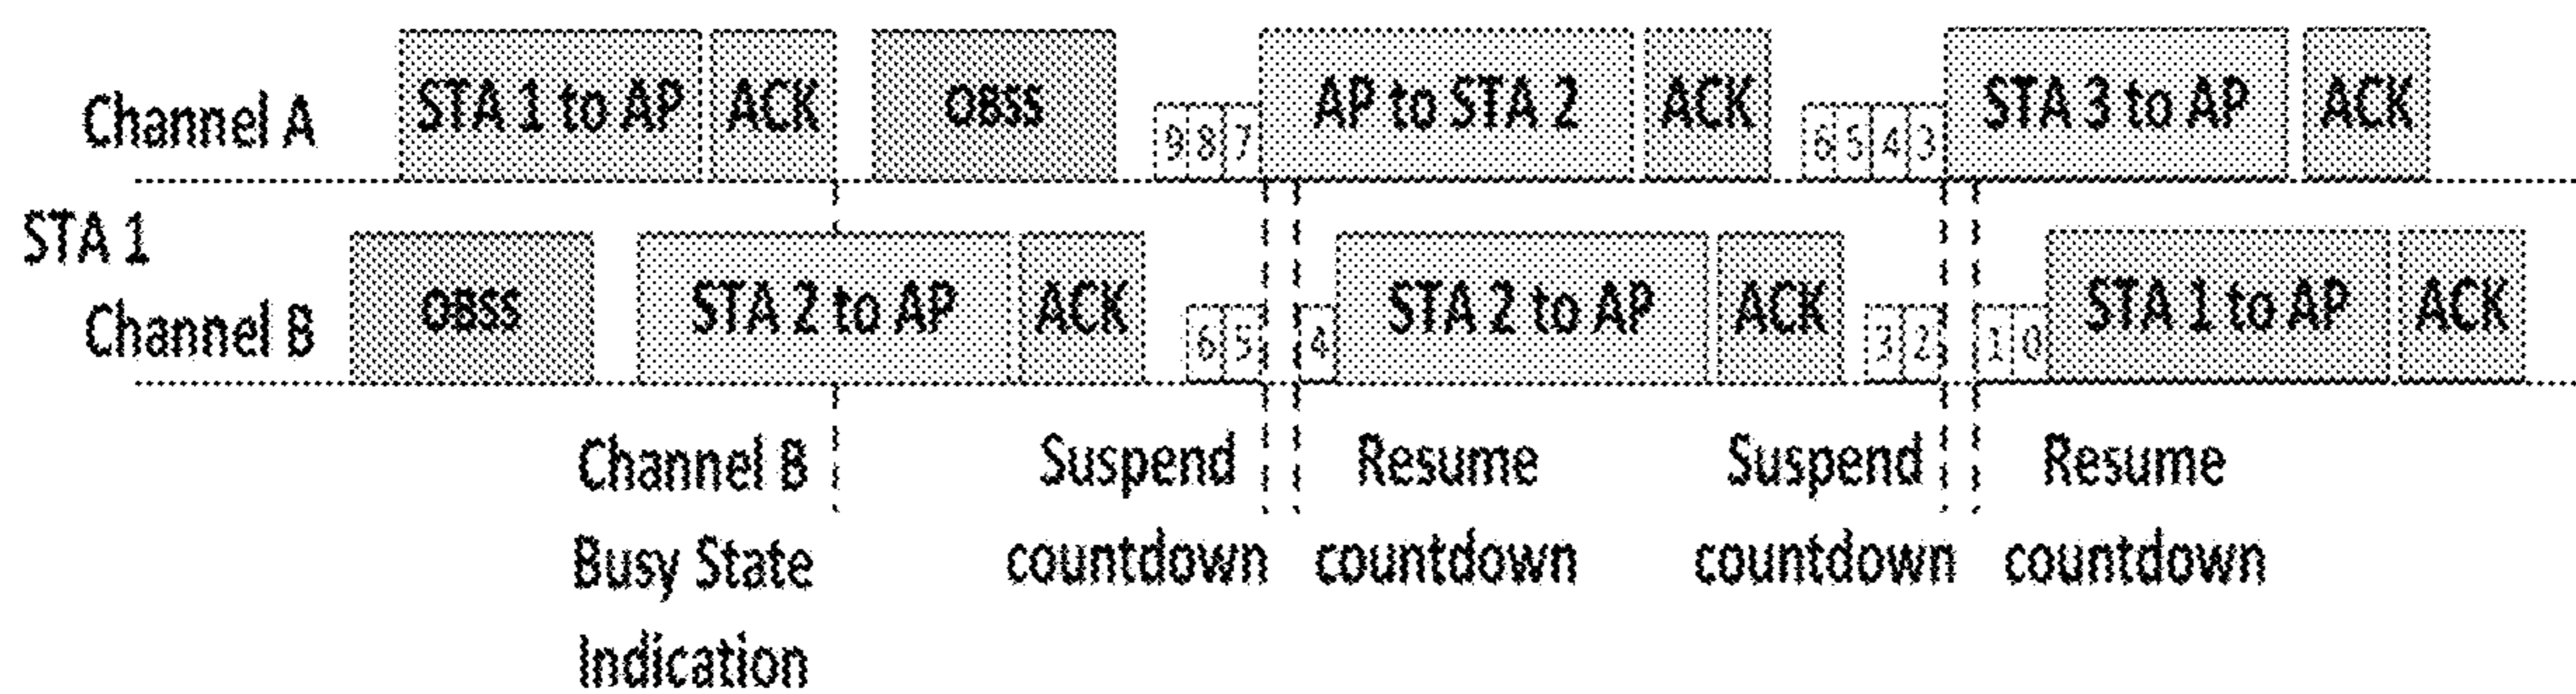 Channel A STA 1 to AP ACK OBSS 9 8 7 AP to STA 2 ACK 6 5 4 3 STA 3 to AP ACK
STA 1
Channel B OBSS STA 2 to AP ACK 6 5 4 STA 2 to AP ACK 3 2 1 0 STA 1 to AP ACK
Channel B Suspend Resume Suspend Resume
Busy State countdown countdown countdown countdown
Indication